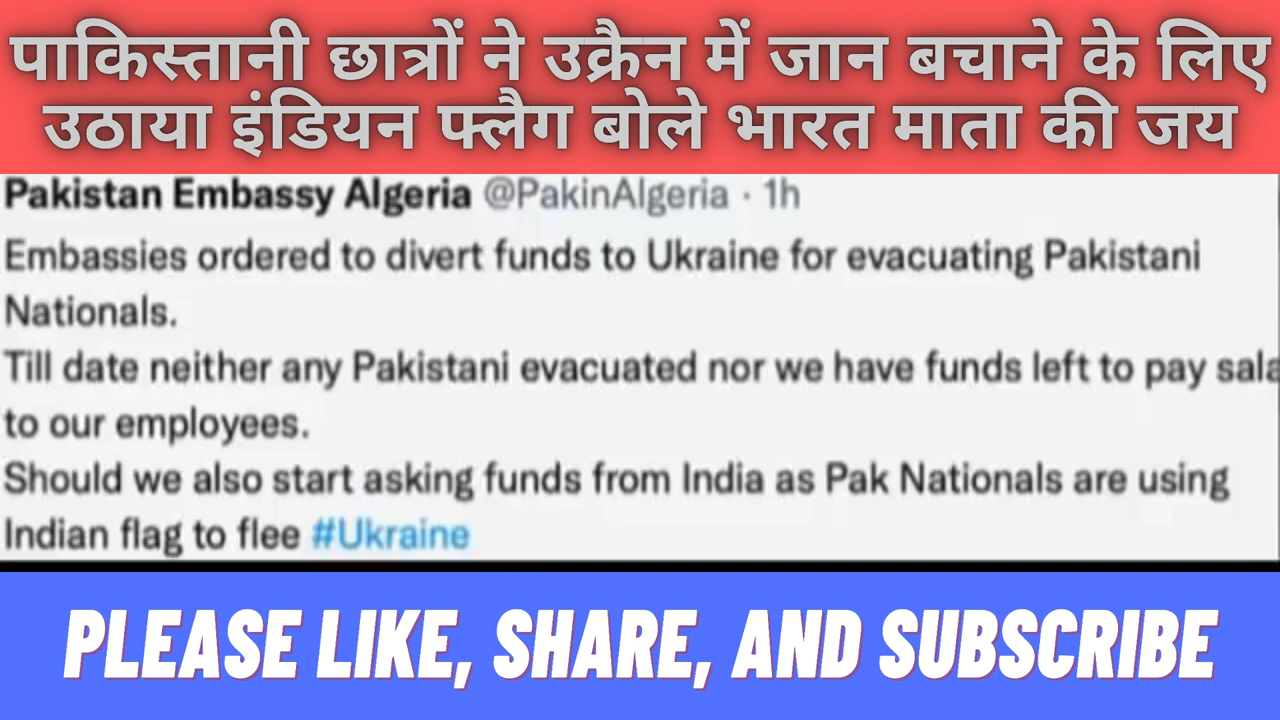 पाकिस्तानी छात्रों ने उक्रैन में जान बचाने के लिए
उठाया इंडियन फ्लैग बोले भारत माता की जय
Pakistan Embassy Algeria @PakinAlgeria · 1h
Embassies ordered to divert funds to Ukraine for evacuating Pakistani
Nationals.
Till date neither any Pakistani evacuated nor we have funds left to pay sala
to our employees.
Should we also start asking funds from India as Pak Nationals are using
Indian flag to flee #Ukraine
PLEASE LIKE, SHARE, AND SUBSCRIBE